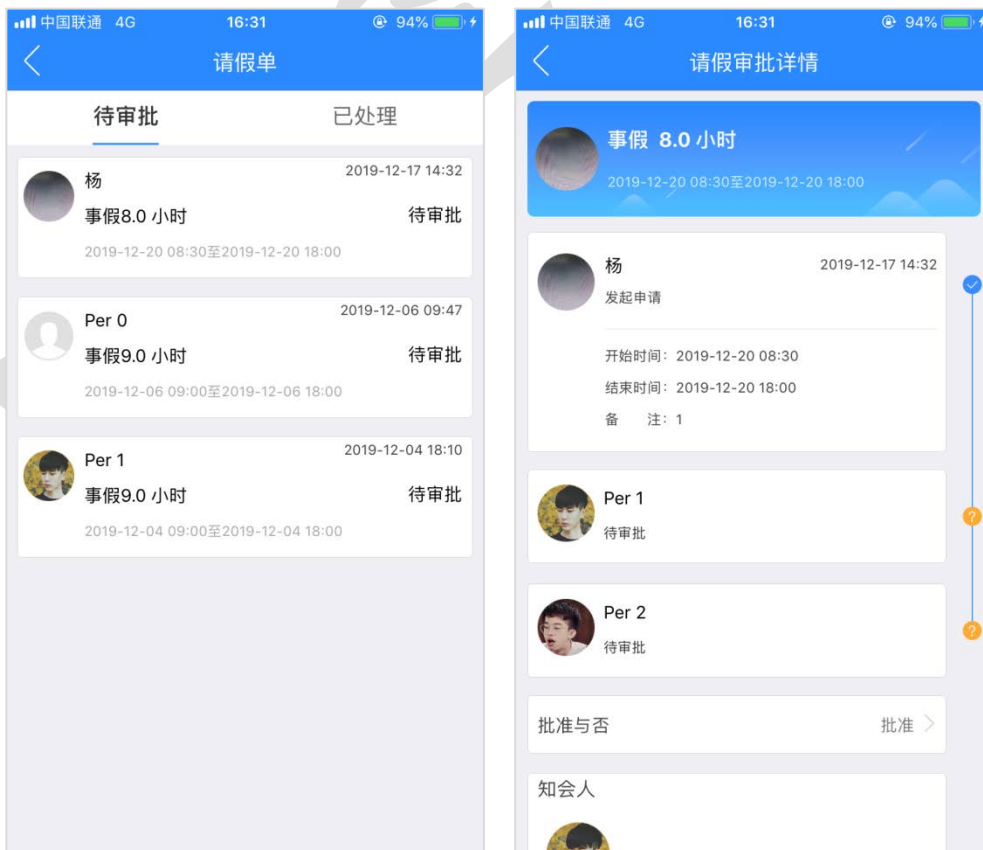 中国联通 4G 16:31 94%
请假单
待审批 已处理
杨 2019-12-17 14:32
事假8.0 小时 待审批
2019-12-20 08:30至2019-12-20 18:00
Per 0 2019-12-06 09:47
事假9.0 小时 待审批
2019-12-06 09:00至2019-12-06 18:00
Per 1 2019-12-04 18:10
事假9.0 小时 待审批
2019-12-04 09:00至2019-12-04 18:00
中国联通 4G 16:31 94%
请假审批详情
事假 8.0 小时
2019-12-20 08:30至2019-12-20 18:00
杨 2019-12-17 14:32
发起申请
开始时间: 2019-12-20 08:30
结束时间: 2019-12-20 18:00
备 注: 1
Per 1
待审批
?
Per 2
待审批
?
批准与否 批准
知会人